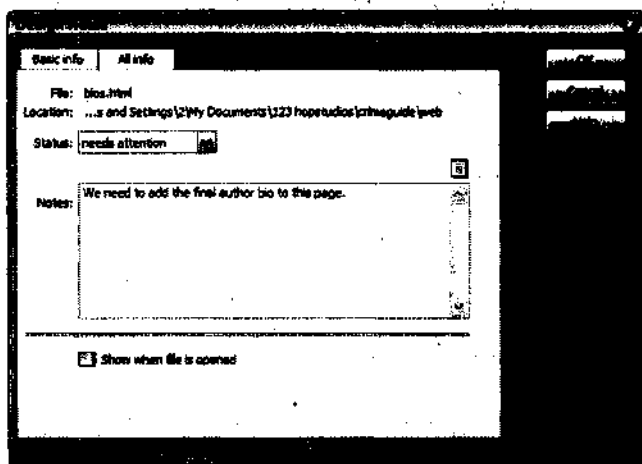 Basic info All info
OK
File: bios.html
Location: ...s and Settings\2\My Documents\123 hopstudios\crimeguide\web
Status: needs attention
We need to add the final author bio to this page.
Notes:
Show when file is opened